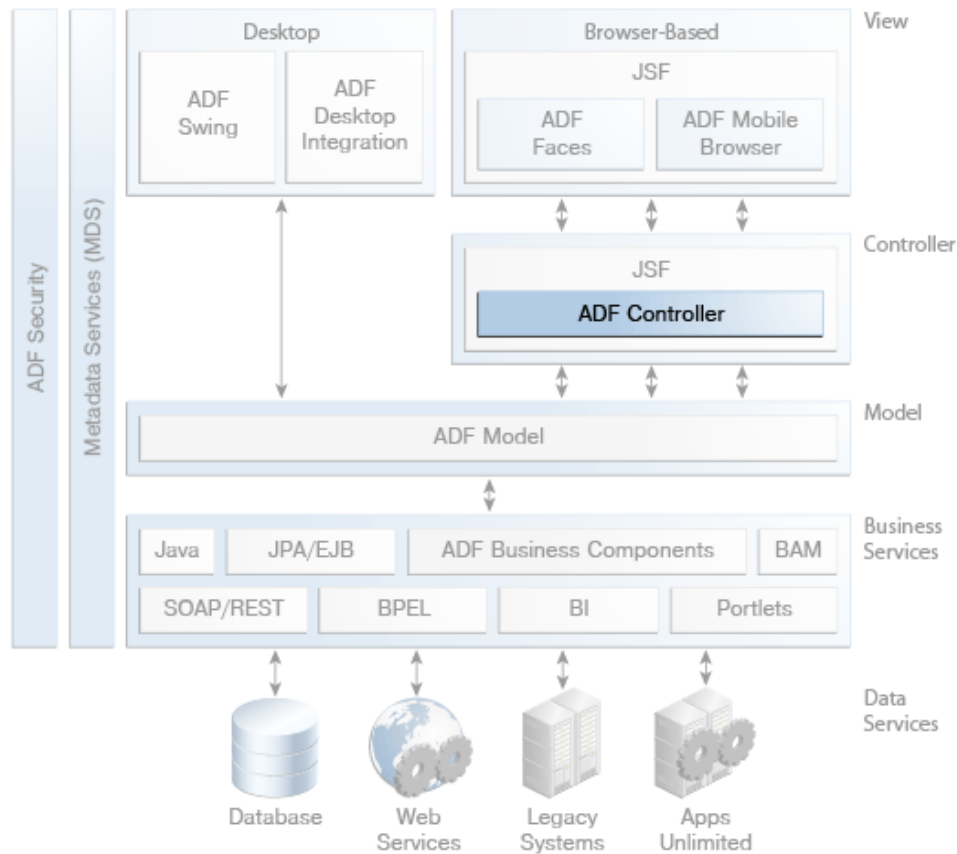 Desktop
ADF
Swing
ADF
Desktop
Integration
Browser-Based
JSF
ADF
Faces
ADF Mobile
Browser
View
ADF Security
Metadata Services (MDS)
JSF
ADF Controller
Controller
ADF Model
Model
Java
JPA/EJB
ADF Business Components
BAM
SOAP/REST
BPEL
BI
Portlets
Business
Services
Database
Web
Services
Legacy
Systems
Apps
Unlimited
Data
Services